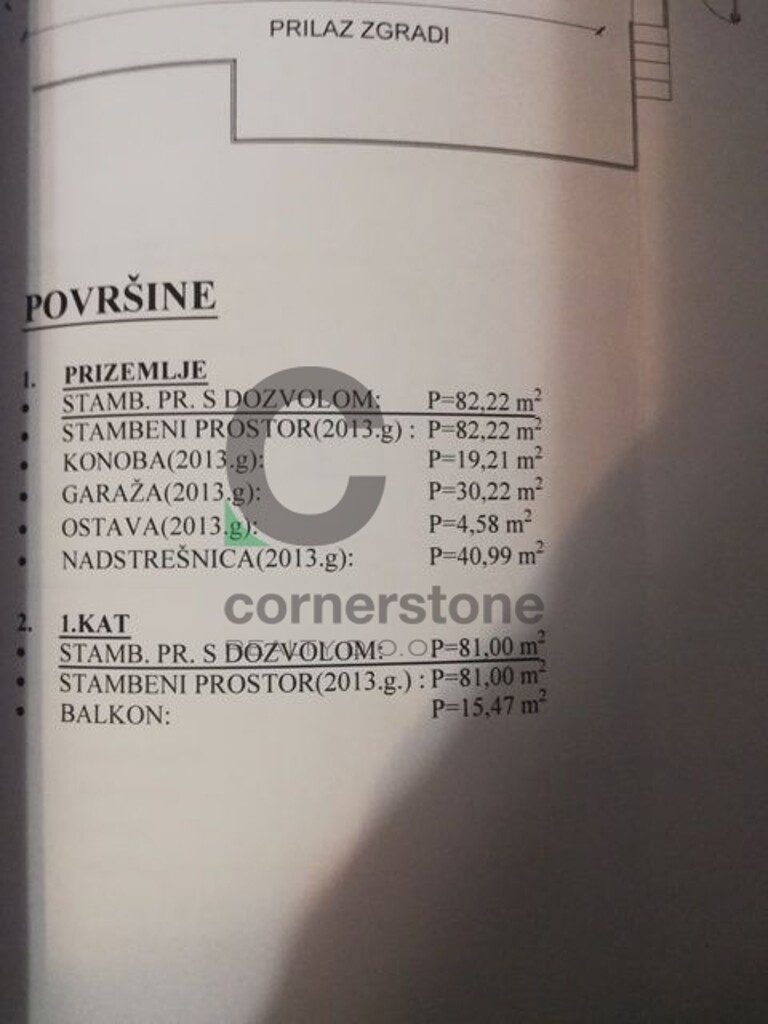 PRILAZ ZGRADI
POVRŠINE
1. PRIZEMLJE
• STAMB. PR. S DOZVOLOM: P=82,22 m²
• STAMBENI PROSTOR(2013.g) : P=82,22 m²
• KONOBA(2013.g): P=19,21 m²
• GARAŽA(2013.g): P=30,22 m²
• OSTAVA(2013.g): P=4,58 m²
• NADSTREŠNICA(2013.g): P=40,99 m²
cornerstone
2. 1.KAT
REALTY D.O.O
• STAMB. PR. S DOZVOLOM: P=81,00 m²
• STAMBENI PROSTOR(2013.g.) : P=81,00 m²
• BALKON: P=15,47 m²